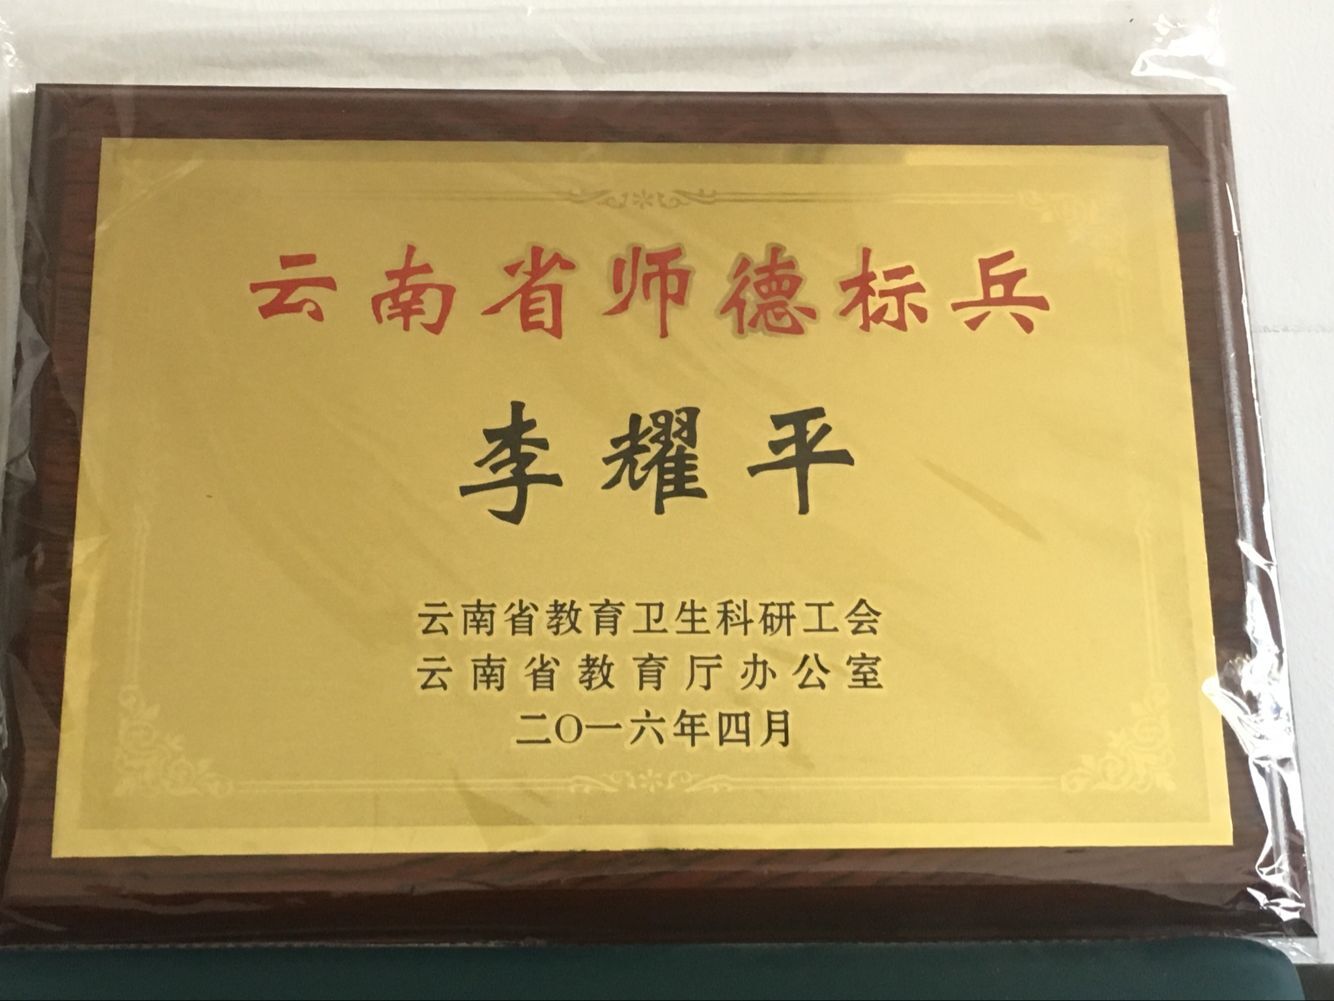 云南省师德标兵
李耀平
云南省教育卫生科研工会
云南省教育厅办公室
二O一六年四月